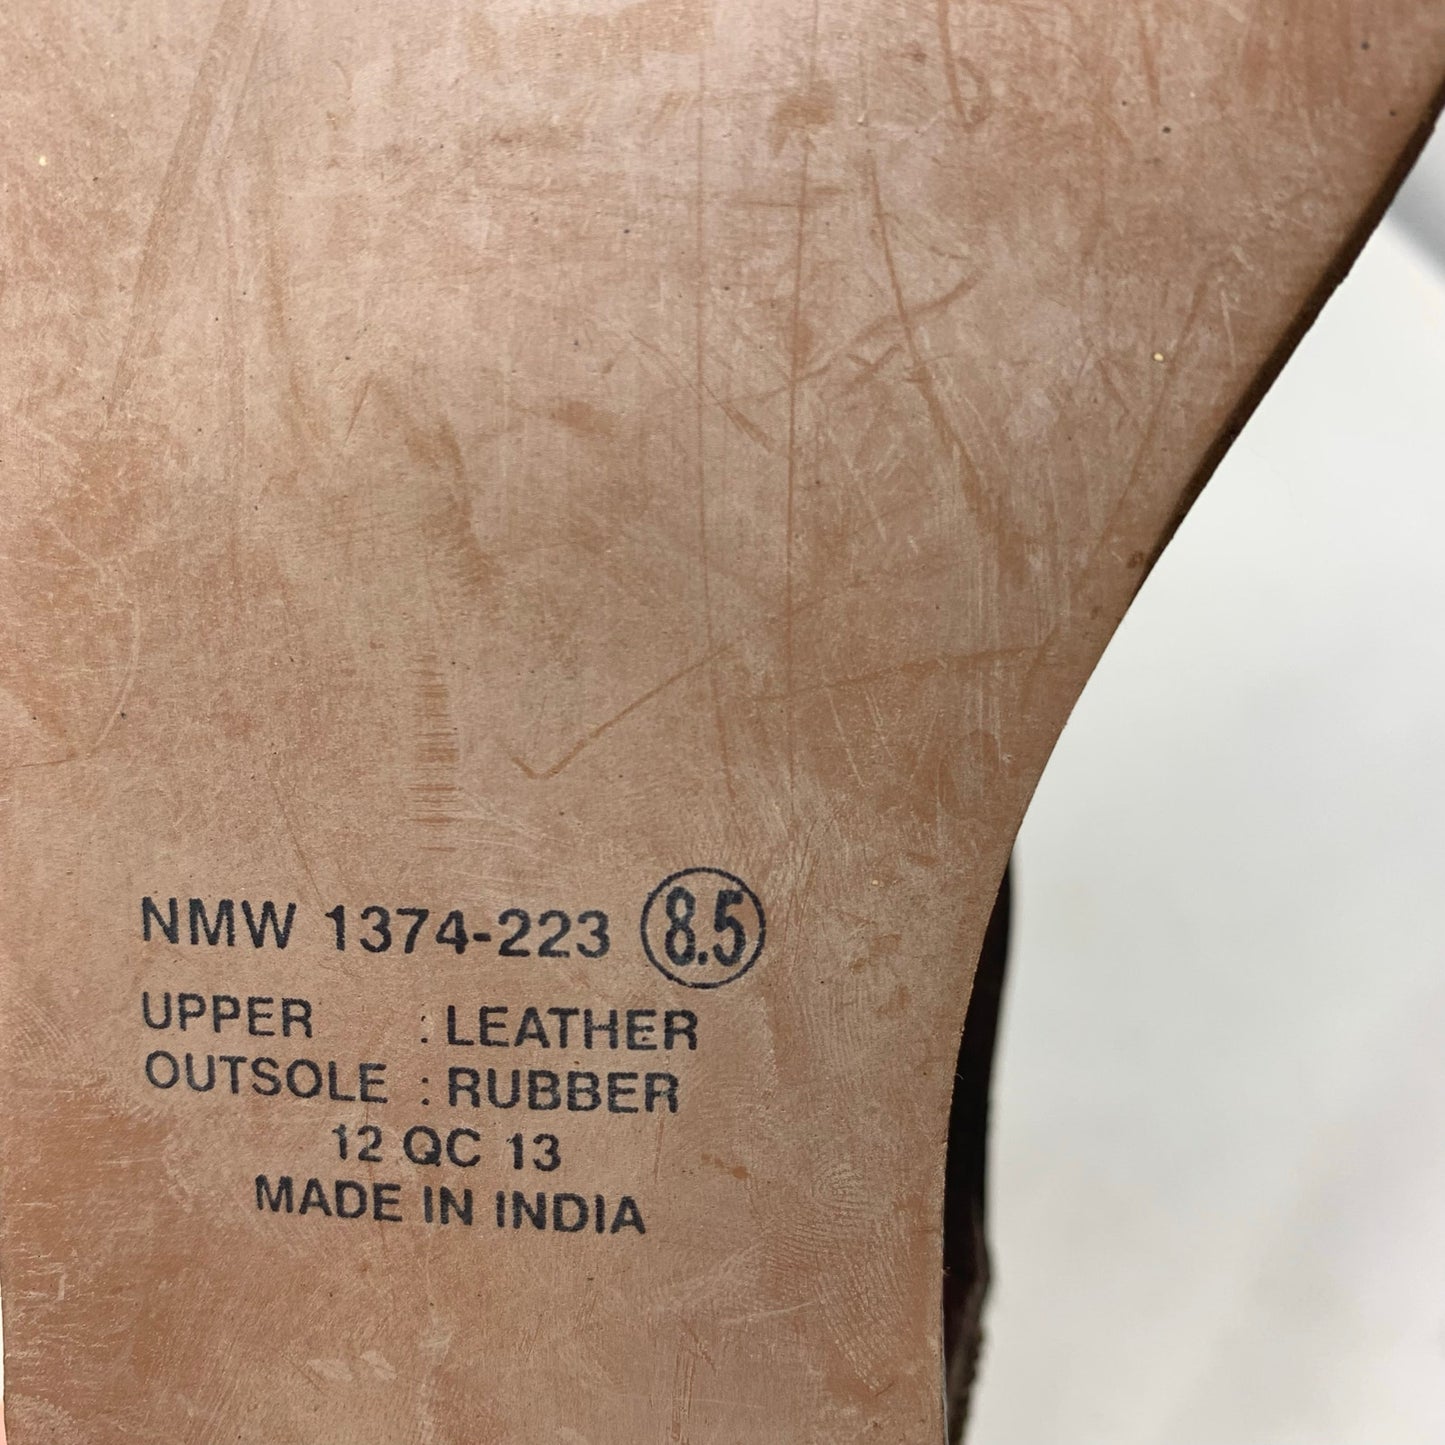 NMW 1374-223 8.5
UPPER : LEATHER
OUTSOLE : RUBBER
12 QC 13
MADE IN INDIA